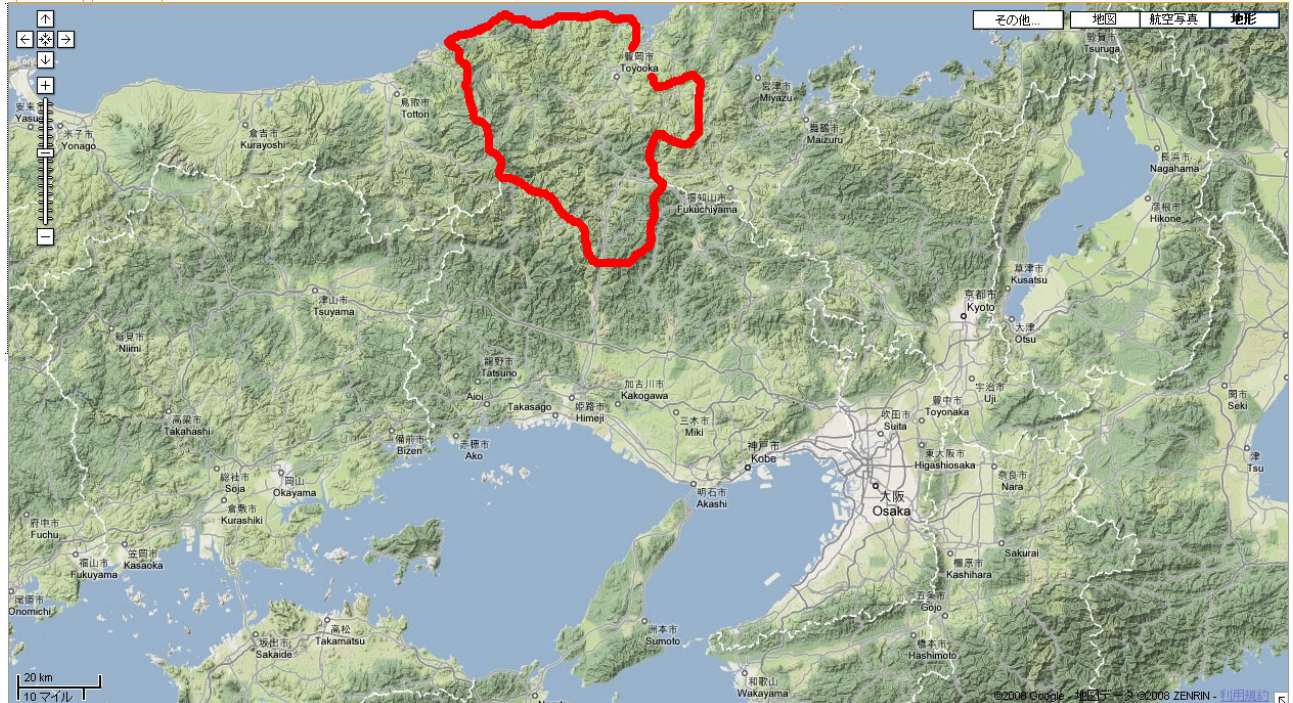 その他...
地図
航空写真
地形
敦賀市
Tsuruga
豊岡市
Toyooka
宮津市
Miyazu
鳥取市
Tottori
米子市
Yonago
倉吉市
Kurayoshi
舞鶴市
Maizuru
長浜市
Nagahama
福知山市
Fukuchiyama
彦根市
Hikone
草津市
Kusatsu
京都市
Kyoto
大津
Otsu
津山市
Tsuyama
新見市
Niimi
龍野市
Tatsuno
宇治市
Uji
加古川市
Kakogawa
関市
Seki
Aioi
Takasago
姫路市
Himeji
三木市
Miki
豊中市
Toyonaka
吹田市
Suita
高梁市
Takahashi
備前市
Bizen
赤穂市
Ako
神戸市
Kobe
東大阪市
Higashiosaka
奈良市
Nara
津
Tsu
総社市
Soja
岡山
Okayama
明石市
Akashi
大阪
Osaka
倉敷市
Kurashiki
府中市
Fuchu
笠岡市
Kasaoka
福山市
Fukuyama
Sakurai
橿原市
Kashihara
尾道市
Onomichi
五条市
Gojo
高松
Takamatsu
坂出市
Sakaide
洲本市
Sumoto
橋本市
Hashimoto
和歌山
Wakayama
20 km
10 マイル
©2008 Google - 地図データ ©2008 ZENRIN - 利用規約